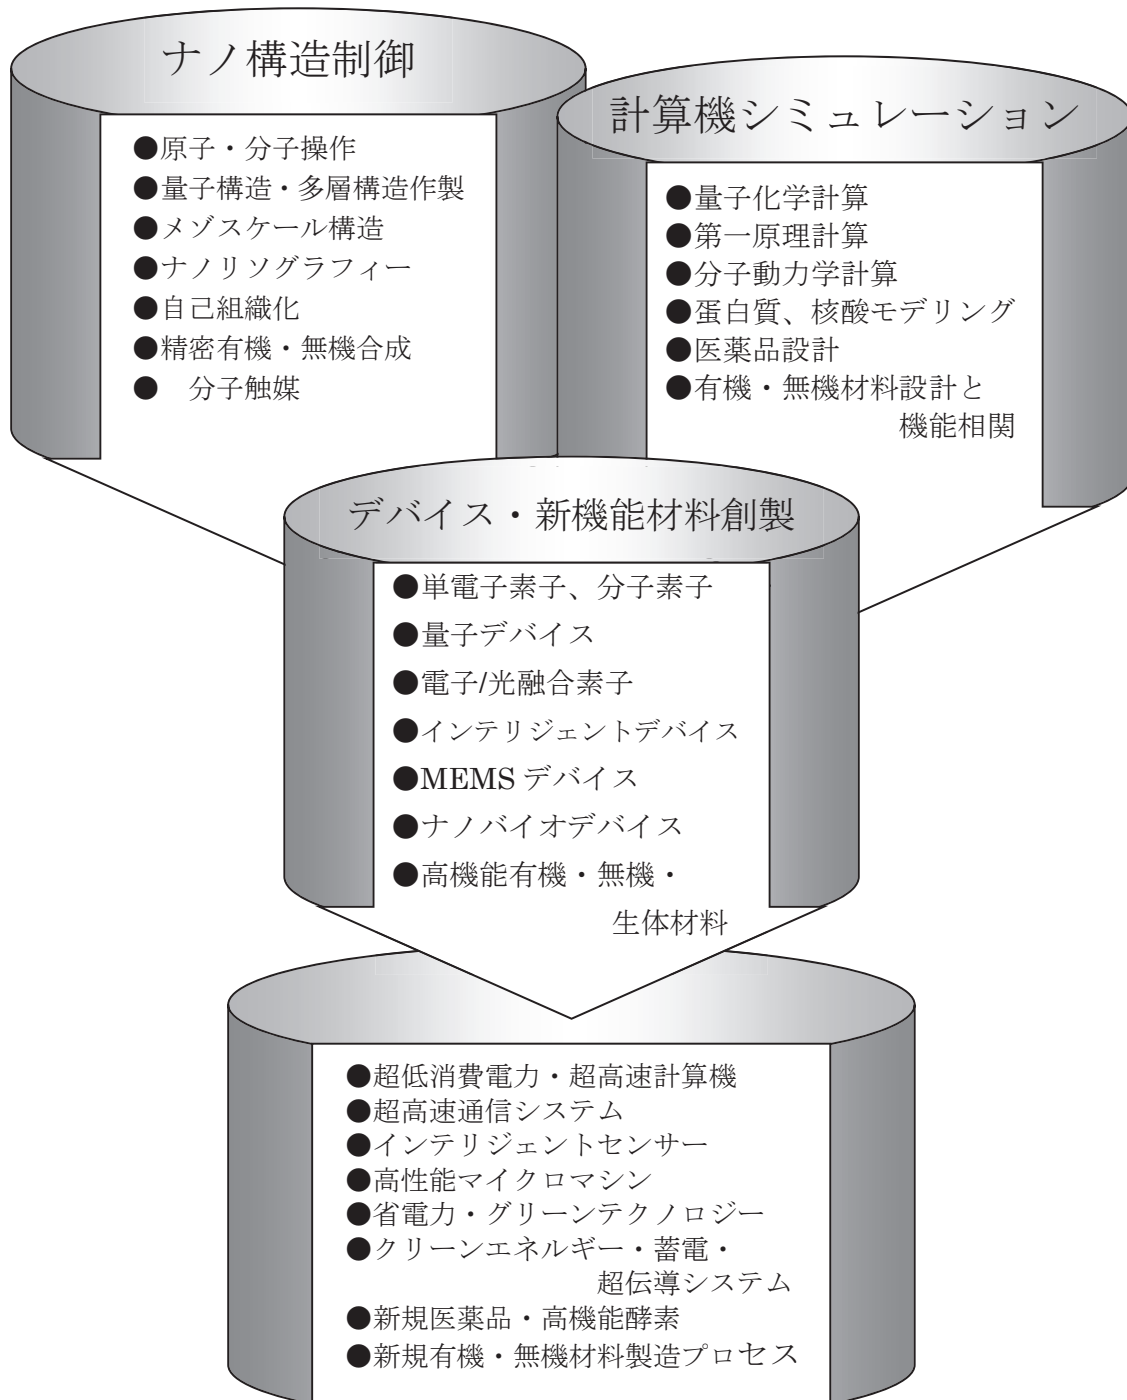 ナノ構造制御
●原子・分子操作
●量子構造・多層構造作製
●メゾスケール構造
●ナノリソグラフィー
●自己組織化
●精密有機・無機合成
●　分子触媒
計算機シミュレーション
●量子化学計算
●第一原理計算
●分子動力学計算
●蛋白質、核酸モデリング
●医薬品設計
●有機・無機材料設計と
機能相関
デバイス・新機能材料創製
●単電子素子、分子素子
●量子デバイス
●電子/光融合素子
●インテリジェントデバイス
●MEMS デバイス
●ナノバイオデバイス
●高機能有機・無機・
生体材料
●超低消費電力・超高速計算機
●超高速通信システム
●インテリジェントセンサー
●高性能マイクロマシン
●省電力・グリーンテクノロジー
●クリーンエネルギー・蓄電・
超伝導システム
●新規医薬品・高機能酵素
●新規有機・無機材料製造プロセス